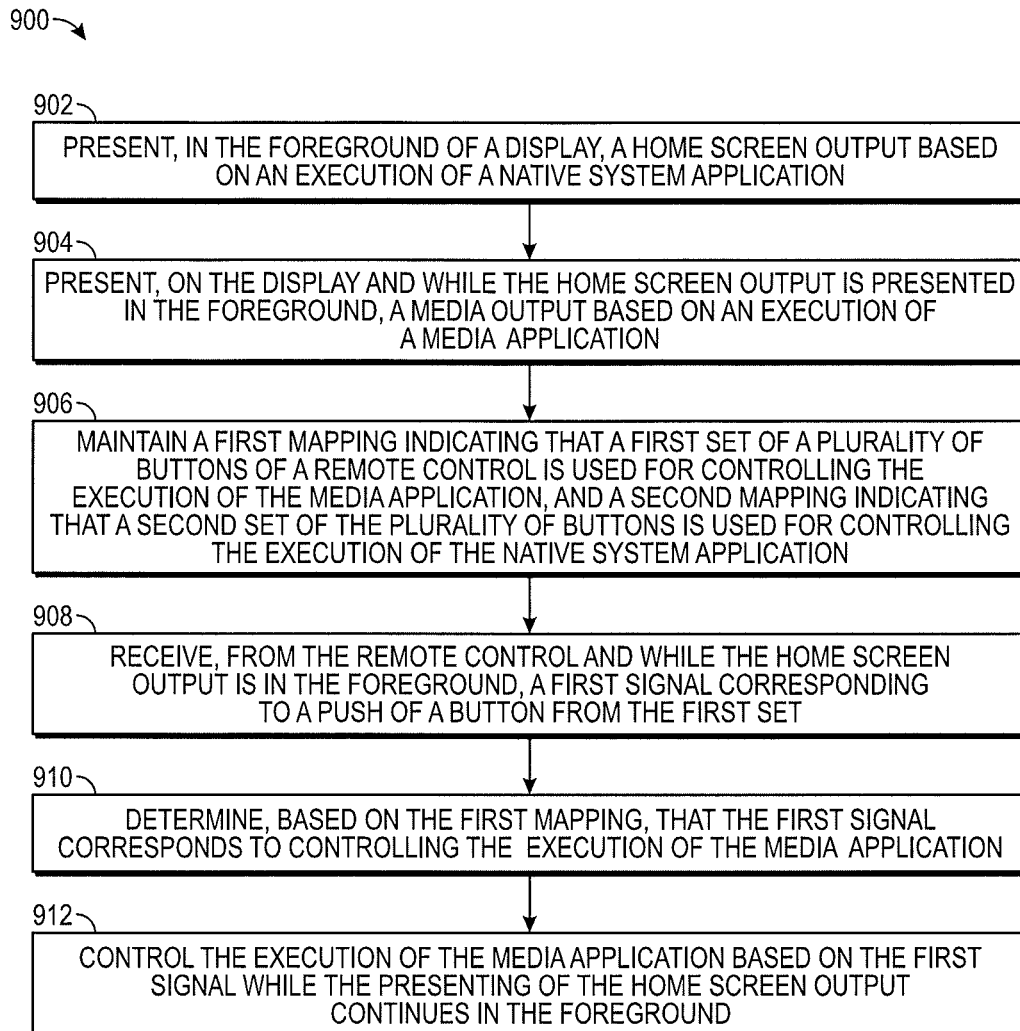 900
902
PRESENT, IN THE FOREGROUND OF A DISPLAY, A HOME SCREEN OUTPUT BASED
ON AN EXECUTION OF A NATIVE SYSTEM APPLICATION
904
PRESENT, ON THE DISPLAY AND WHILE THE HOME SCREEN OUTPUT IS PRESENTED
IN THE FOREGROUND, A MEDIA OUTPUT BASED ON AN EXECUTION OF
A MEDIA APPLICATION
906
MAINTAIN A FIRST MAPPING INDICATING THAT A FIRST SET OF A PLURALITY OF
BUTTONS OF A REMOTE CONTROL IS USED FOR CONTROLLING THE
EXECUTION OF THE MEDIA APPLICATION, AND A SECOND MAPPING INDICATING
THAT A SECOND SET OF THE PLURALITY OF BUTTONS IS USED FOR CONTROLLING
THE EXECUTION OF THE NATIVE SYSTEM APPLICATION
908
RECEIVE, FROM THE REMOTE CONTROL AND WHILE THE HOME SCREEN
OUTPUT IS IN THE FOREGROUND, A FIRST SIGNAL CORRESPONDING
TO A PUSH OF A BUTTON FROM THE FIRST SET
910
DETERMINE, BASED ON THE FIRST MAPPING, THAT THE FIRST SIGNAL
CORRESPONDS TO CONTROLLING THE EXECUTION OF THE MEDIA APPLICATION
912
CONTROL THE EXECUTION OF THE MEDIA APPLICATION BASED ON THE FIRST
SIGNAL WHILE THE PRESENTING OF THE HOME SCREEN OUTPUT
CONTINUES IN THE FOREGROUND